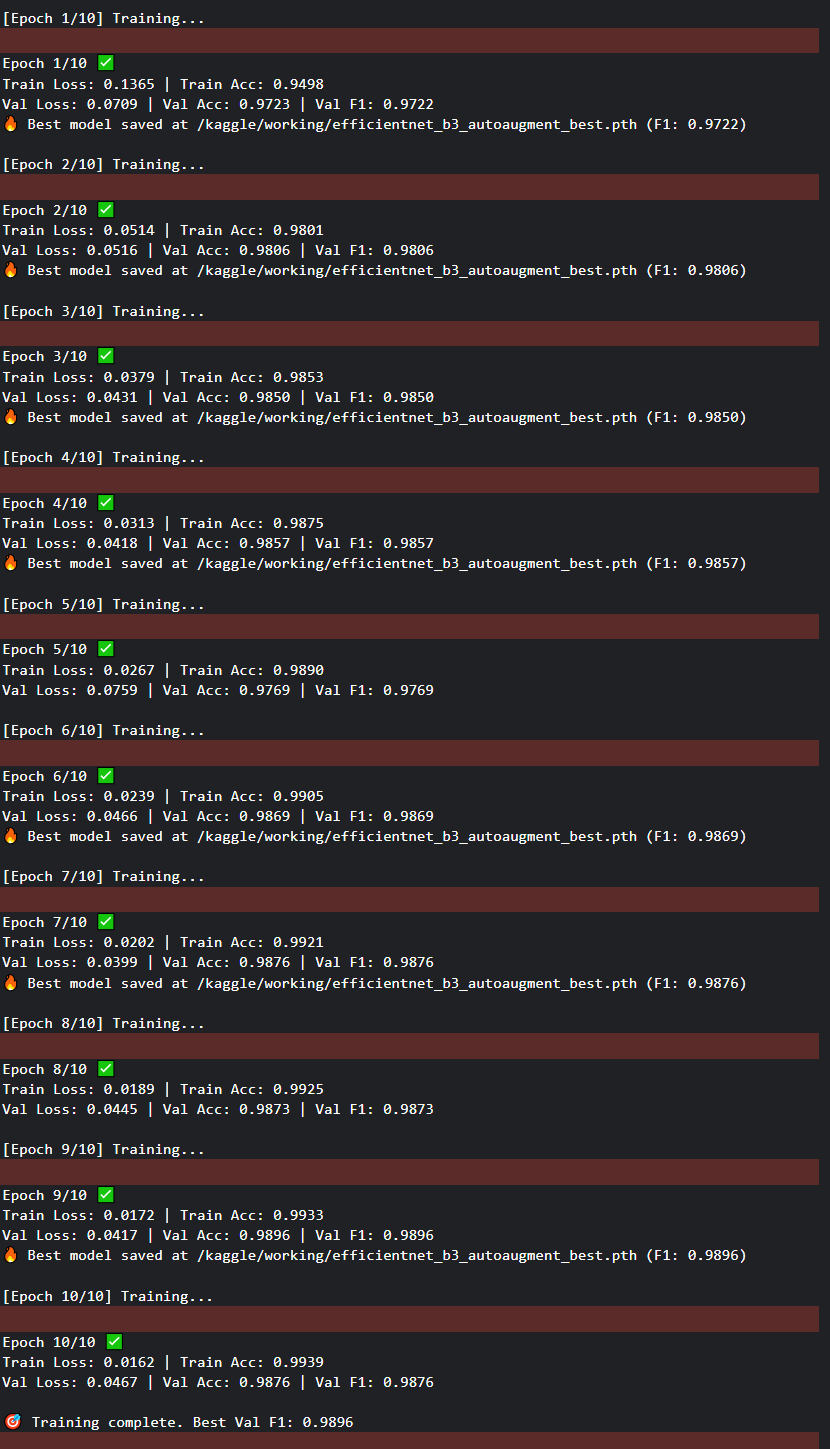 [Epoch 1/10] Training...
Epoch 1/10 ✅
Train Loss: 0.1365 | Train Acc: 0.9498
Val Loss: 0.0709 | Val Acc: 0.9723 | Val F1: 0.9722
🔥 Best model saved at /kaggle/working/efficientnet_b3_autoaugment_best.pth (F1: 0.9722)
[Epoch 2/10] Training...
Epoch 2/10 ✅
Train Loss: 0.0514 | Train Acc: 0.9801
Val Loss: 0.0516 | Val Acc: 0.9806 | Val F1: 0.9806
🔥 Best model saved at /kaggle/working/efficientnet_b3_autoaugment_best.pth (F1: 0.9806)
[Epoch 3/10] Training...
Epoch 3/10 ✅
Train Loss: 0.0379 | Train Acc: 0.9853
Val Loss: 0.0431 | Val Acc: 0.9850 | Val F1: 0.9850
🔥 Best model saved at /kaggle/working/efficientnet_b3_autoaugment_best.pth (F1: 0.9850)
[Epoch 4/10] Training...
Epoch 4/10 ✅
Train Loss: 0.0313 | Train Acc: 0.9875
Val Loss: 0.0418 | Val Acc: 0.9857 | Val F1: 0.9857
🔥 Best model saved at /kaggle/working/efficientnet_b3_autoaugment_best.pth (F1: 0.9857)
[Epoch 5/10] Training...
Epoch 5/10 ✅
Train Loss: 0.0267 | Train Acc: 0.9890
Val Loss: 0.0759 | Val Acc: 0.9769 | Val F1: 0.9769
[Epoch 6/10] Training...
Epoch 6/10 ✅
Train Loss: 0.0239 | Train Acc: 0.9905
Val Loss: 0.0466 | Val Acc: 0.9869 | Val F1: 0.9869
🔥 Best model saved at /kaggle/working/efficientnet_b3_autoaugment_best.pth (F1: 0.9869)
[Epoch 7/10] Training...
Epoch 7/10 ✅
Train Loss: 0.0202 | Train Acc: 0.9921
Val Loss: 0.0399 | Val Acc: 0.9876 | Val F1: 0.9876
🔥 Best model saved at /kaggle/working/efficientnet_b3_autoaugment_best.pth (F1: 0.9876)
[Epoch 8/10] Training...
Epoch 8/10 ✅
Train Loss: 0.0189 | Train Acc: 0.9925
Val Loss: 0.0445 | Val Acc: 0.9873 | Val F1: 0.9873
[Epoch 9/10] Training...
Epoch 9/10 ✅
Train Loss: 0.0172 | Train Acc: 0.9933
Val Loss: 0.0417 | Val Acc: 0.9896 | Val F1: 0.9896
🔥 Best model saved at /kaggle/working/efficientnet_b3_autoaugment_best.pth (F1: 0.9896)
[Epoch 10/10] Training...
Epoch 10/10 ✅
Train Loss: 0.0162 | Train Acc: 0.9939
Val Loss: 0.0467 | Val Acc: 0.9876 | Val F1: 0.9876
🎯 Training complete. Best Val F1: 0.9896